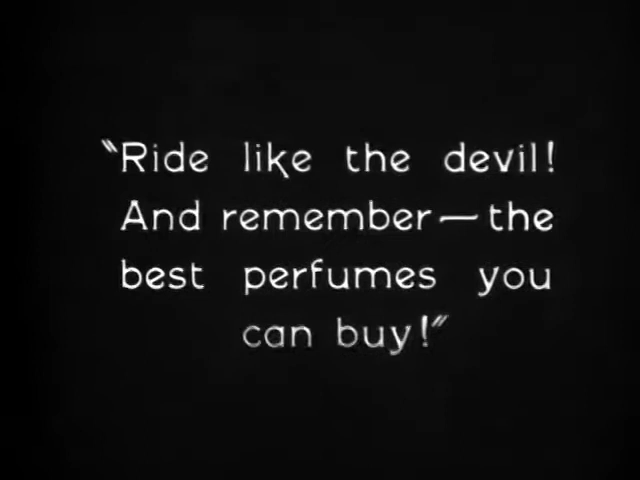 "Ride like the devil!
And remember—the
best perfumes you
can buy!"